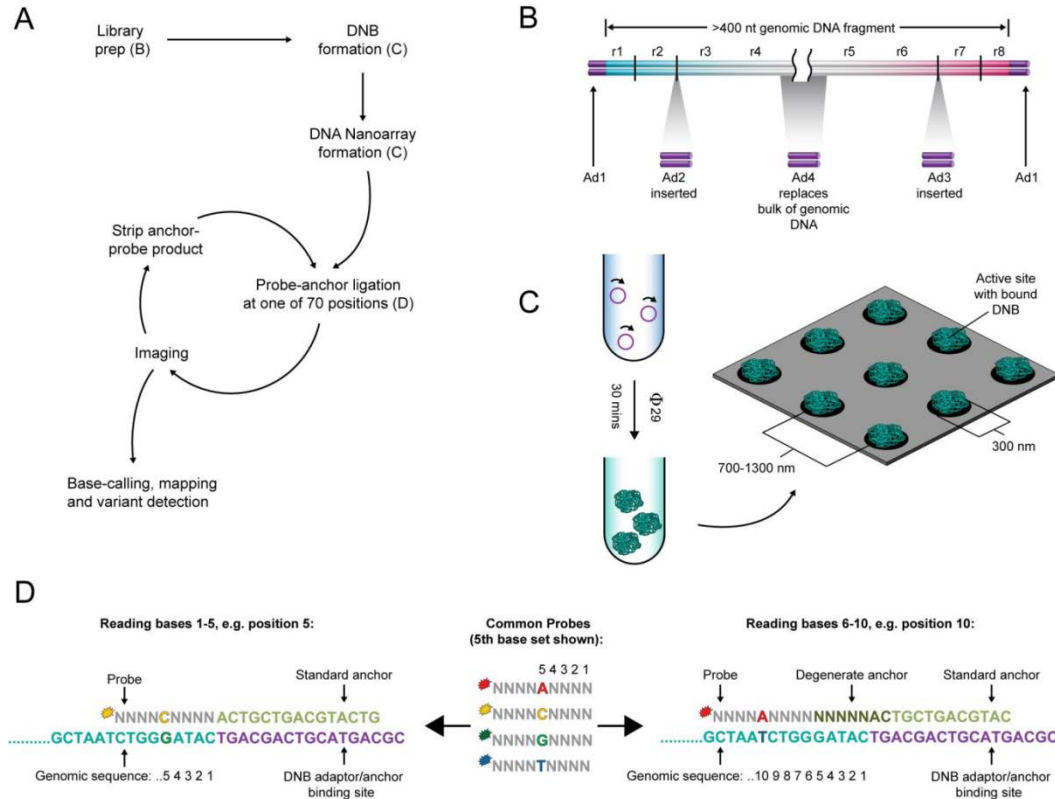 A
Library
prep (B)
DNB
formation (C)
DNA Nanoarray
formation (C)
Strip anchor-
probe product
Probe-anchor ligation
at one of 70 positions (D)
Imaging
Base-calling, mapping
and variant detection
B
>400 nt genomic DNA fragment
r1 r2 r3 r4 r5 r6 r7 r8
Ad1
Ad2
inserted
Ad4
replaces
bulk of genomic
DNA
Ad3
inserted
Ad1
C
Φ29
30 mins
Active site
with bound
DNB
700-1300 nm
300 nm
D
Reading bases 1-5, e.g. position 5:
Probe
Standard anchor
NNNNCNNNN ACTGCTGACGTACTG
..........GCTAATCTGGGATACTGACGACTGCATGACGC
Genomic sequence: ..5 4 3 2 1
DNB adaptor/anchor
binding site
Common Probes
(5th base set shown):
5 4 3 2 1
NNNNANNNN
NNNNCNNNN
NNNNGNNNN
NNNNTNNNN
Reading bases 6-10, e.g. position 10:
Probe
Degenerate anchor
Standard anchor
NNNNANNNN NNNNNACTGCTGACGTAC
..........GCTAATCTGGGATACTGACGACTGCATGACGC
Genomic sequence: ..10 9 8 7 6 5 4 3 2 1
DNB adaptor/anchor
binding site